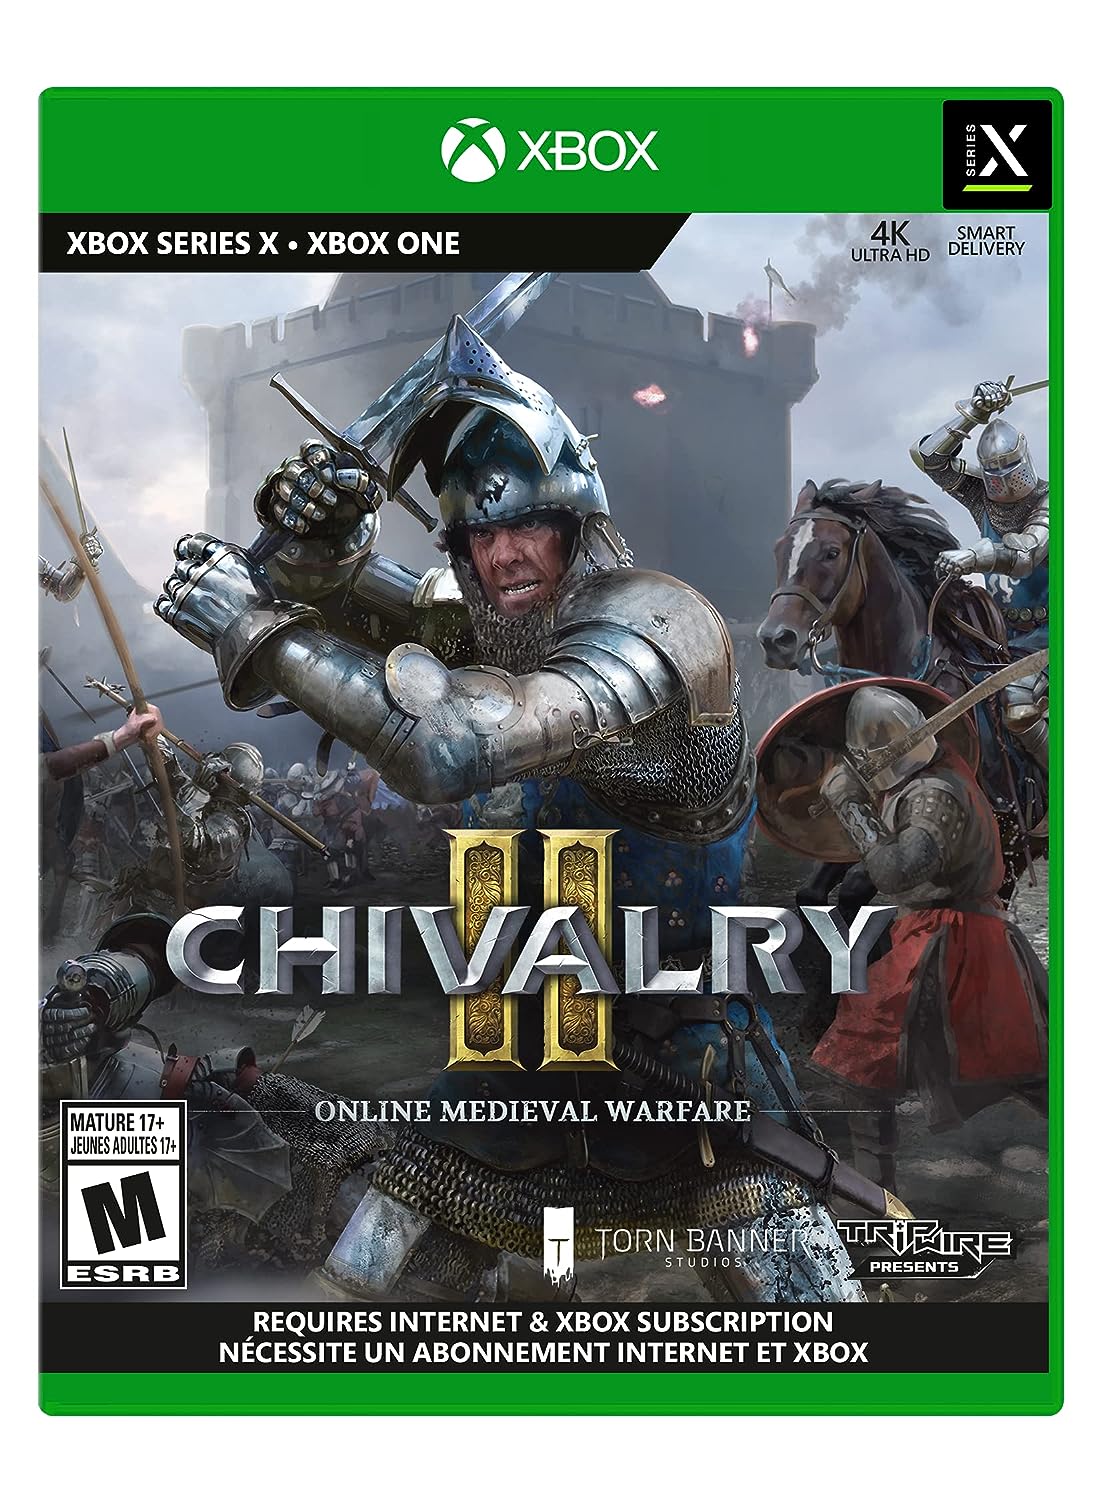 XBOX
SERIES X
XBOX SERIES X • XBOX ONE
4K
ULTRA HD
SMART
DELIVERY
II
CHIVALRY
ONLINE MEDIEVAL WARFARE
MATURE 17+
JEUNES ADULTES 17+
M
ESRB
T
TORN BANNER
STUDIOS
TRIPWIRE
PRESENTS
REQUIRES INTERNET & XBOX SUBSCRIPTION
NÉCESSITE UN ABONNEMENT INTERNET ET XBOX